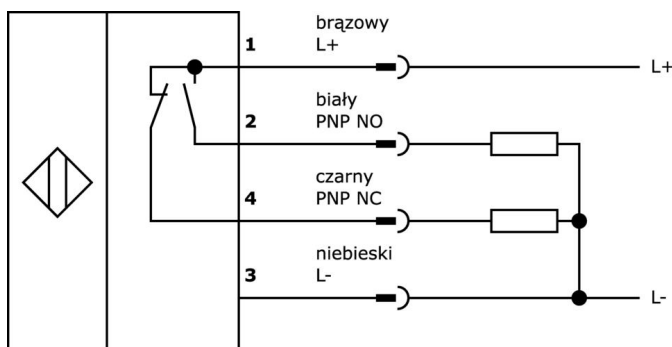 brązowy
1 L+
L+
biały
2 PNP NO
czarny
4 PNP NC
niebieski
3 L-
L-